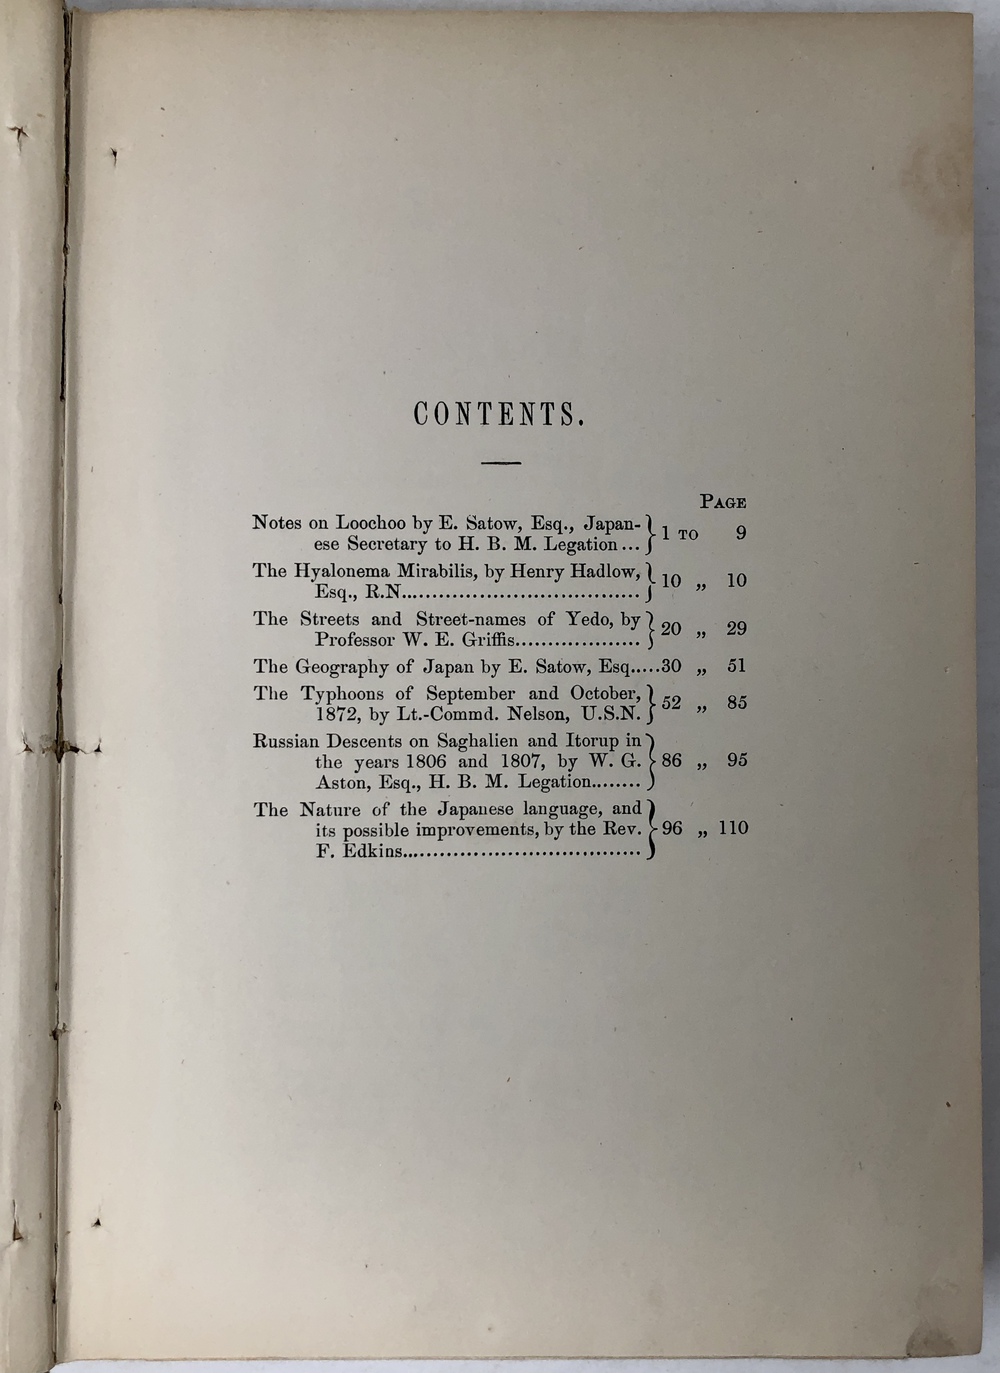 CONTENTS.
PAGE
Notes on Loochoo by E. Satow, Esq., Japan-
ese Secretary to H. B. M. Legation ... } 1 TO 9
The Hyalonema Mirabilis, by Henry Hadlow,
Esq., R.N................................... } 10 „ 10
The Streets and Street-names of Yedo, by
Professor W. E. Griffis................... } 20 „ 29
The Geography of Japan by E. Satow, Esq.....30 „ 51
The Typhoons of September and October,
1872, by Lt.-Commd. Nelson, U.S.N. } 52 „ 85
Russian Descents on Saghalien and Itorup in
the years 1806 and 1807, by W. G. } 86 „ 95
Aston, Esq., H. B. M. Legation........
The Nature of the Japanese language, and
its possible improvements, by the Rev. } 96 „ 110
F. Edkins...................................